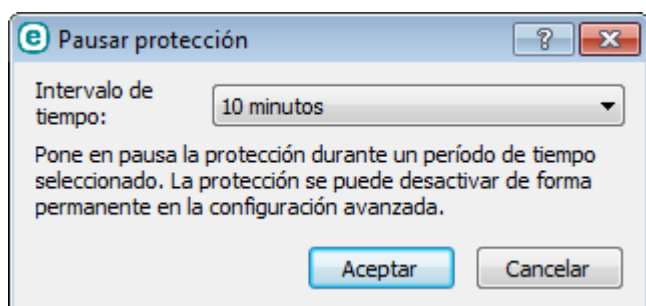 e Pausar protección ?
Intervalo de
tiempo:
10 minutos
Pone en pausa la protección durante un período de tiempo
seleccionado. La protección se puede desactivar de forma
permanente en la configuración avanzada.
Aceptar Cancelar